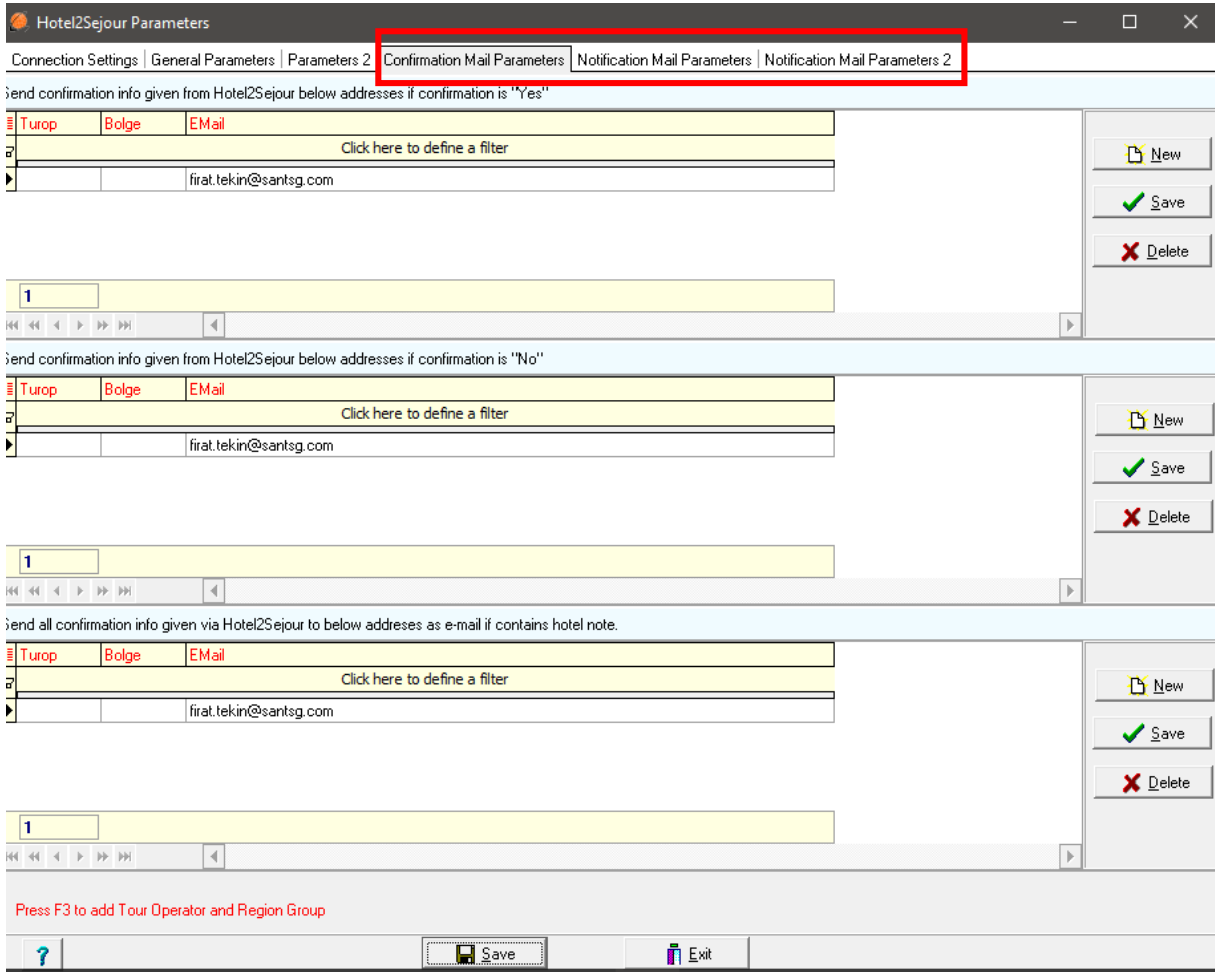 Hotel2Sejour Parameters
Connection Settings General Parameters Parameters 2 Confirmation Mail Parameters Notification Mail Parameters Notification Mail Parameters 2
Send confirmation info given from Hotel2Sejour below addresses if confirmation is "Yes"
Turop Bolge EMail
Click here to define a filter
firat.tekin@santsg.com
1
New
Save
Delete
Send confirmation info given from Hotel2Sejour below addresses if confirmation is "No"
Turop Bolge EMail
Click here to define a filter
firat.tekin@santsg.com
1
New
Save
Delete
Send all confirmation info given via Hotel2Sejour to below addreses as e-mail if contains hotel note.
Turop Bolge EMail
Click here to define a filter
firat.tekin@santsg.com
1
New
Save
Delete
Press F3 to add Tour Operator and Region Group
? Save Exit